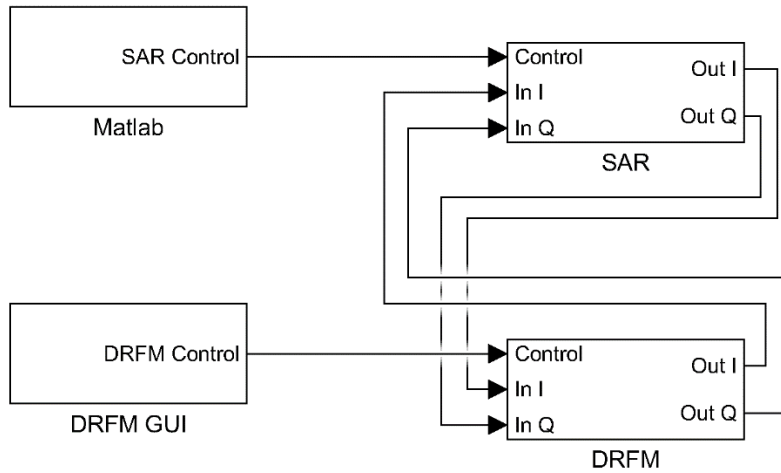 SAR Control
Matlab
Control
In I
In Q
Out I
Out Q
SAR
DRFM Control
DRFM GUI
Control
In I
In Q
Out I
Out Q
DRFM